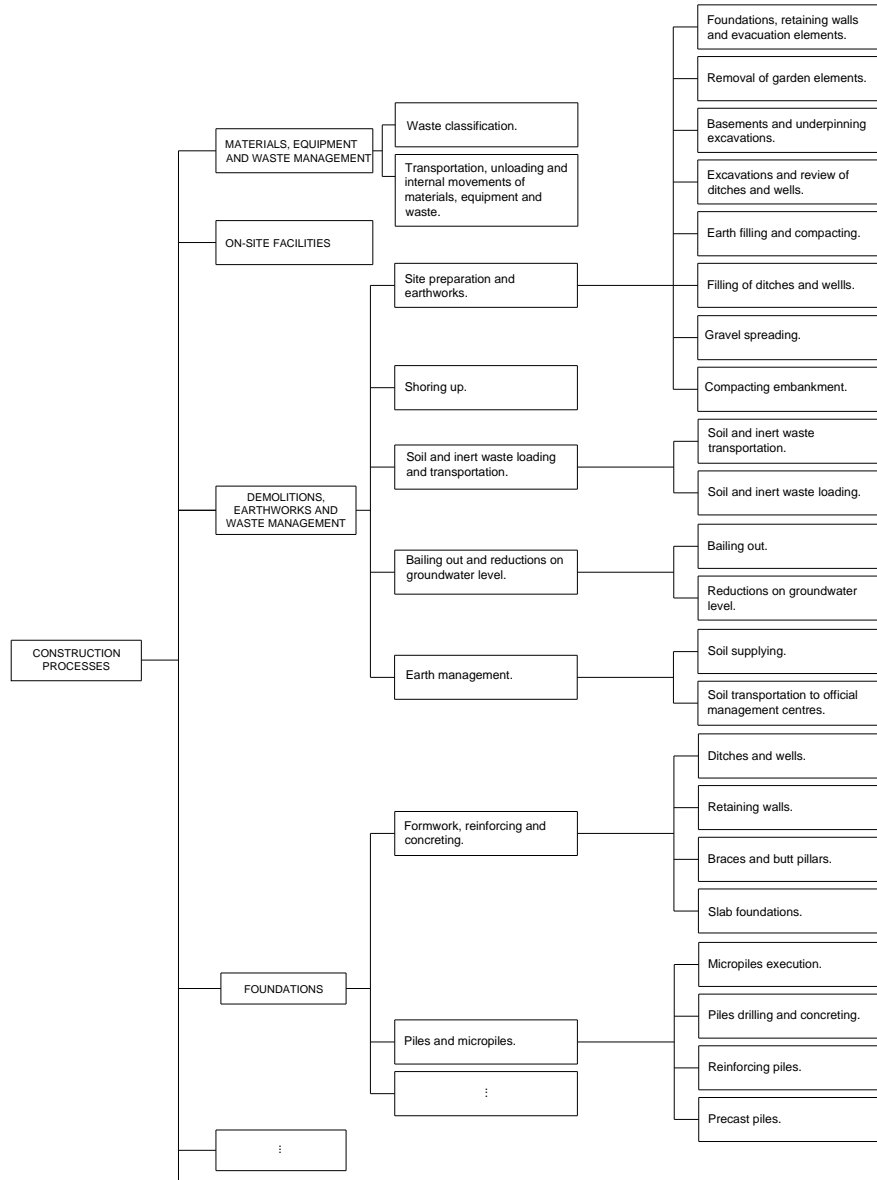 Foundations, retaining walls
and evacuation elements.
Removal of garden elements.
Waste classification.
MATERIALS, EQUIPMENT
AND WASTE MANAGEMENT
Basements and underpinning
excavations.
Transportation, unloading and
internal movements of
materials, equipment and
waste.
Excavations and review of
ditches and wells.
ON-SITE FACILITIES
Earth filling and compacting.
Site preparation and
earthworks.
Filling of ditches and wellls.
Gravel spreading.
Shoring up.
Compacting embankment.
Soil and inert waste loading
and transportation.
Soil and inert waste
transportation.
Soil and inert waste loading.
DEMOLITIONS,
EARTHWORKS AND
WASTE MANAGEMENT
Bailing out and reductions on
groundwater level.
Bailing out.
Reductions on groundwater
level.
CONSTRUCTION
PROCESSES
Earth management.
Soil supplying.
Soil transportation to official
management centres.
Formwork, reinforcing and
concreting.
Ditches and wells.
Retaining walls.
Braces and butt pillars.
Slab foundations.
FOUNDATIONS
Piles and micropiles.
Micropiles execution.
Piles drilling and concreting.
Reinforcing piles.
Precast piles.
⋮
⋮